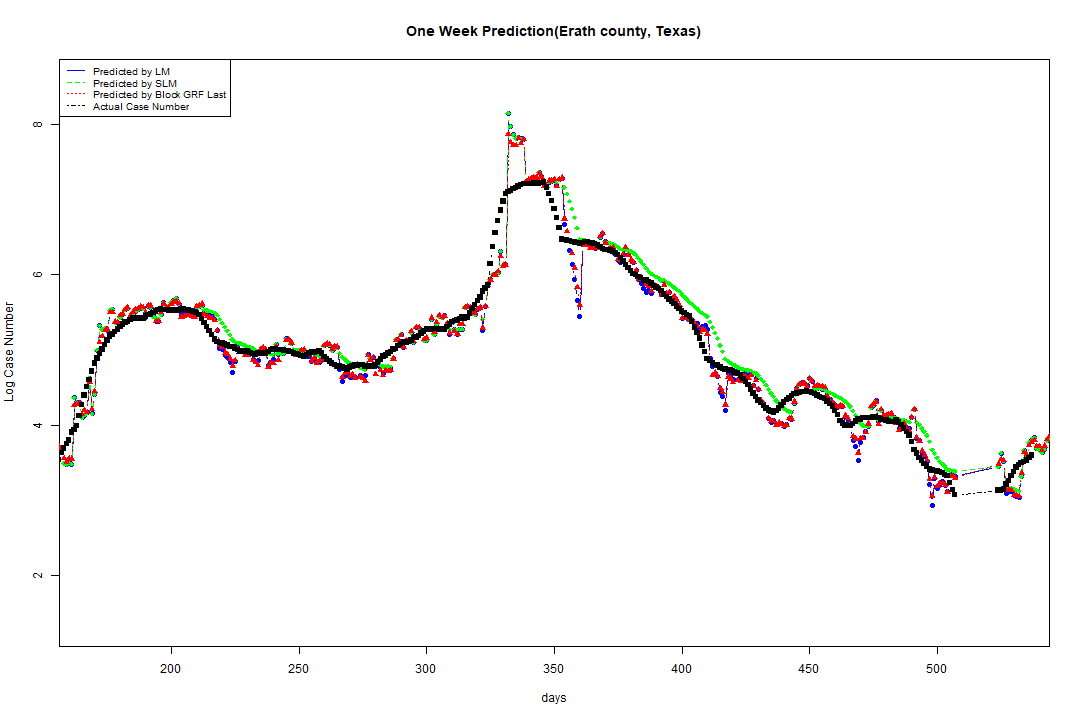 One Week Prediction(Erath county, Texas)
Predicted by LM
Predicted by SLM
Predicted by Block GRF Last
Actual Case Number
8
6
4
2
Log Case Number
200 250 300 350 400 450 500
days